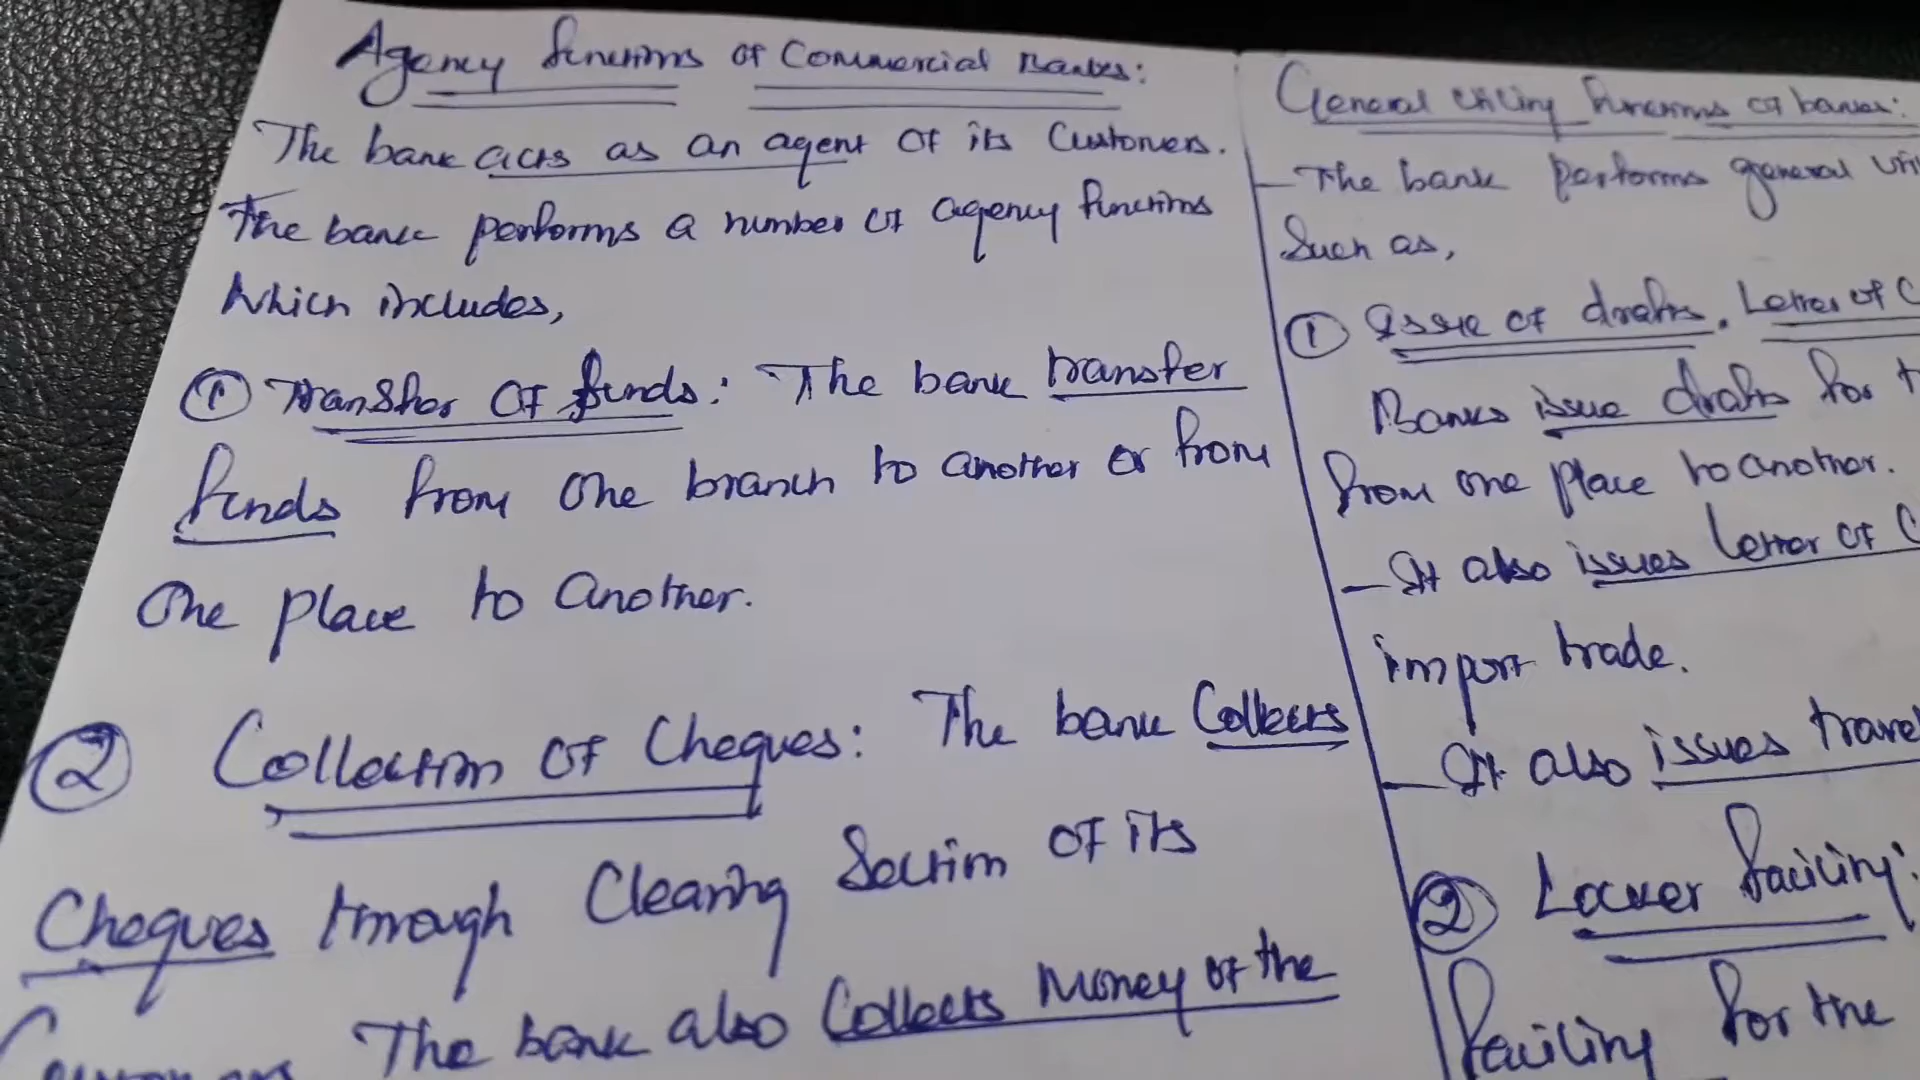 Agency functions of Commercial Banks:
The bank acts as an agent of its Customers.
The bank performs a number of agency functions
which includes,
① Transfer of funds: The bank transfer
funds from one branch to another or from
one place to another.
② Collection of Cheques: The bank Collects
Cheques through Clearing Section of its
Customers. The bank also Collects Money of the
General utility functions of banks:
- The bank performs general
Such as,
① Issue of drafts, Letter of
Banks issue drafts for
from one place to another.
- It also issues letter of
import trade.
- It also issues
② Locker facility:
facility for the